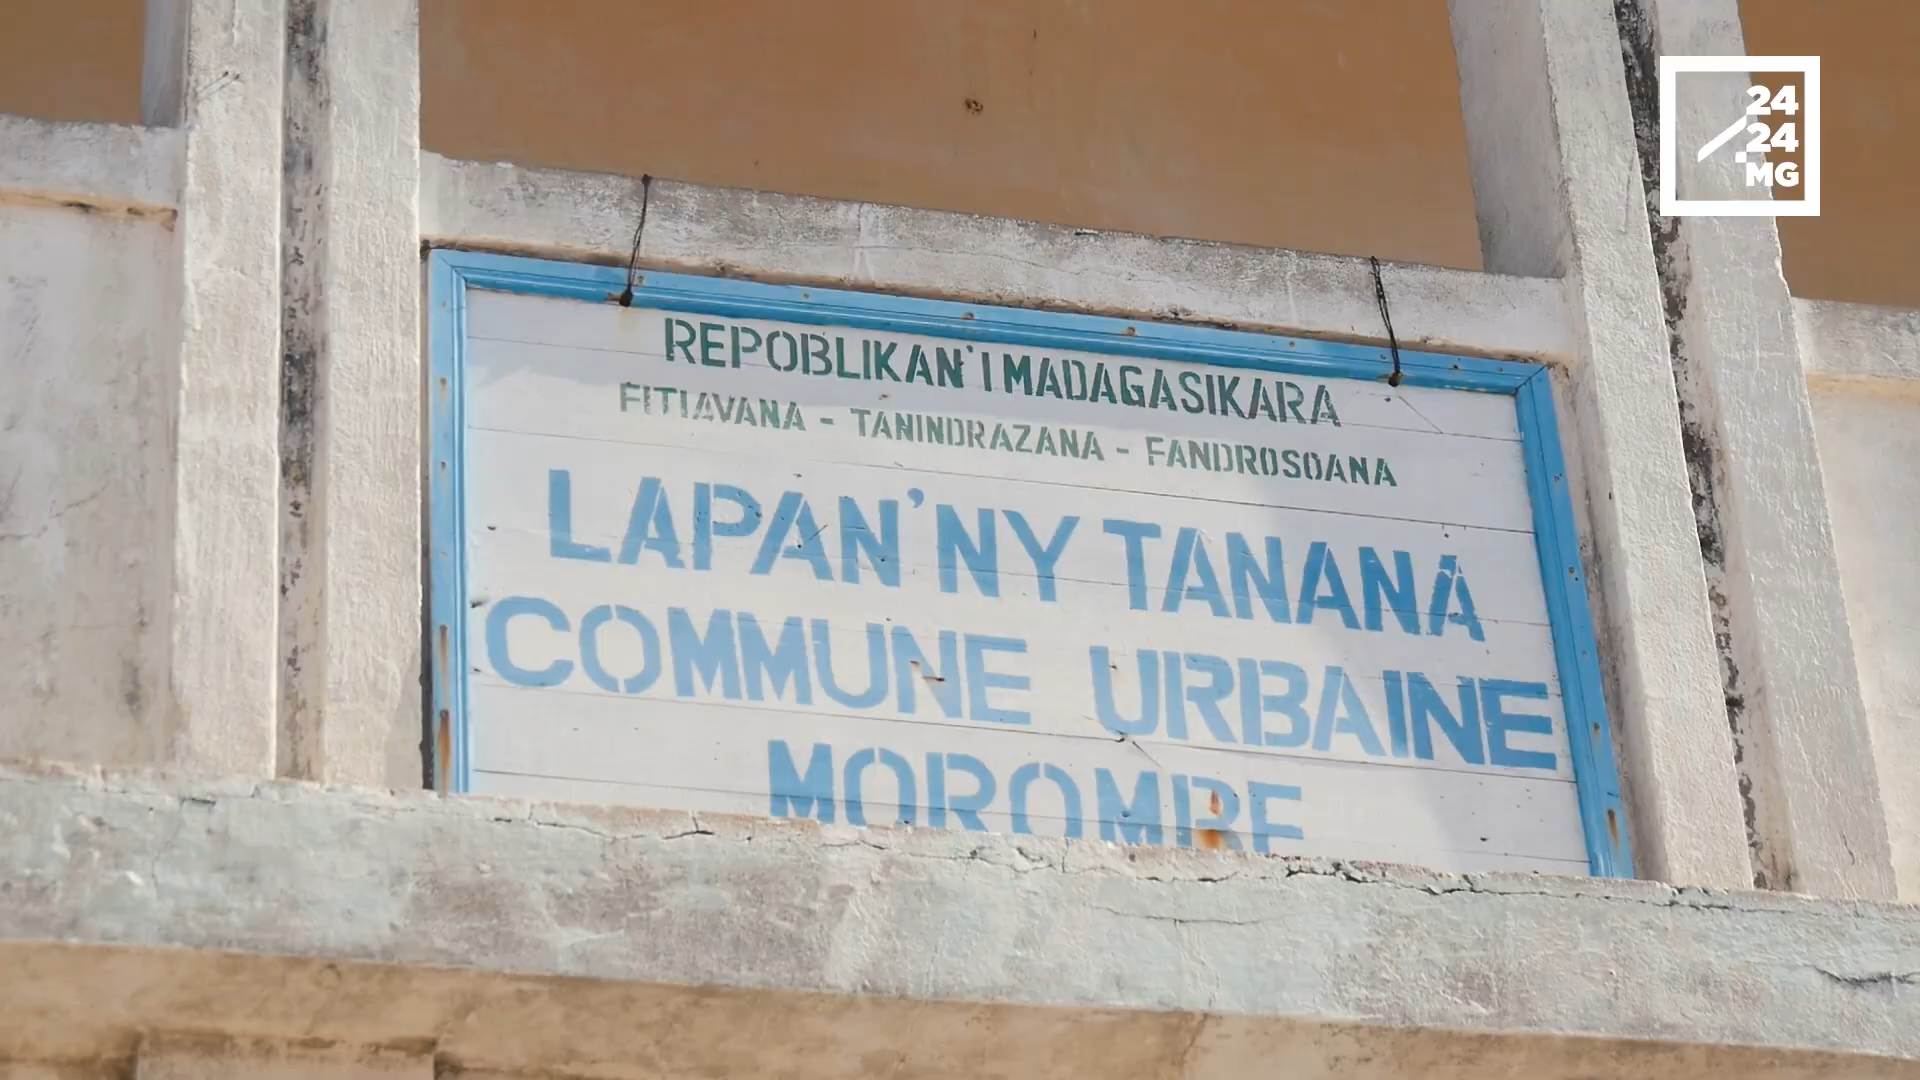 24
24
MG
REPOBLIKAN'I MADAGASIKARA
FITIAVANA - TANINDRAZANA - FANDROSOANA
LAPAN'NY TANANA
COMMUNE URBAINE
MOROMBE